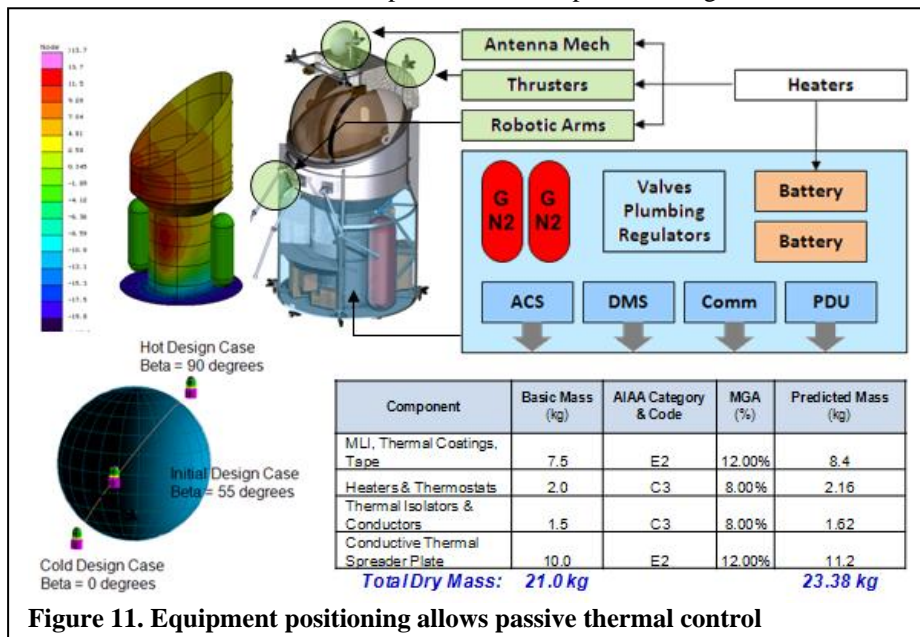 Node
Antenna Mech
Thrusters
Robotic Arms
Heaters
G
N2
G
N2
Valves
Plumbing
Regulators
Battery
Battery
ACS
DMS
Comm
PDU
Hot Design Case
Beta = 90 degrees
Initial Design Case
Beta = 55 degrees
Cold Design Case
Beta = 0 degrees
Component Basic Mass (kg) AIAA Category & Code MGA (%) Predicted Mass (kg)
MLI, Thermal Coatings, Tape 7.5 E2 12.00% 8.4
Heaters & Thermostats 2.0 C3 8.00% 2.16
Thermal Isolators & Conductors 1.5 C3 8.00% 1.62
Conductive Thermal Spreader Plate 10.0 E2 12.00% 11.2
Total Dry Mass: 21.0 kg 23.38 kg
Figure 11. Equipment positioning allows passive thermal control